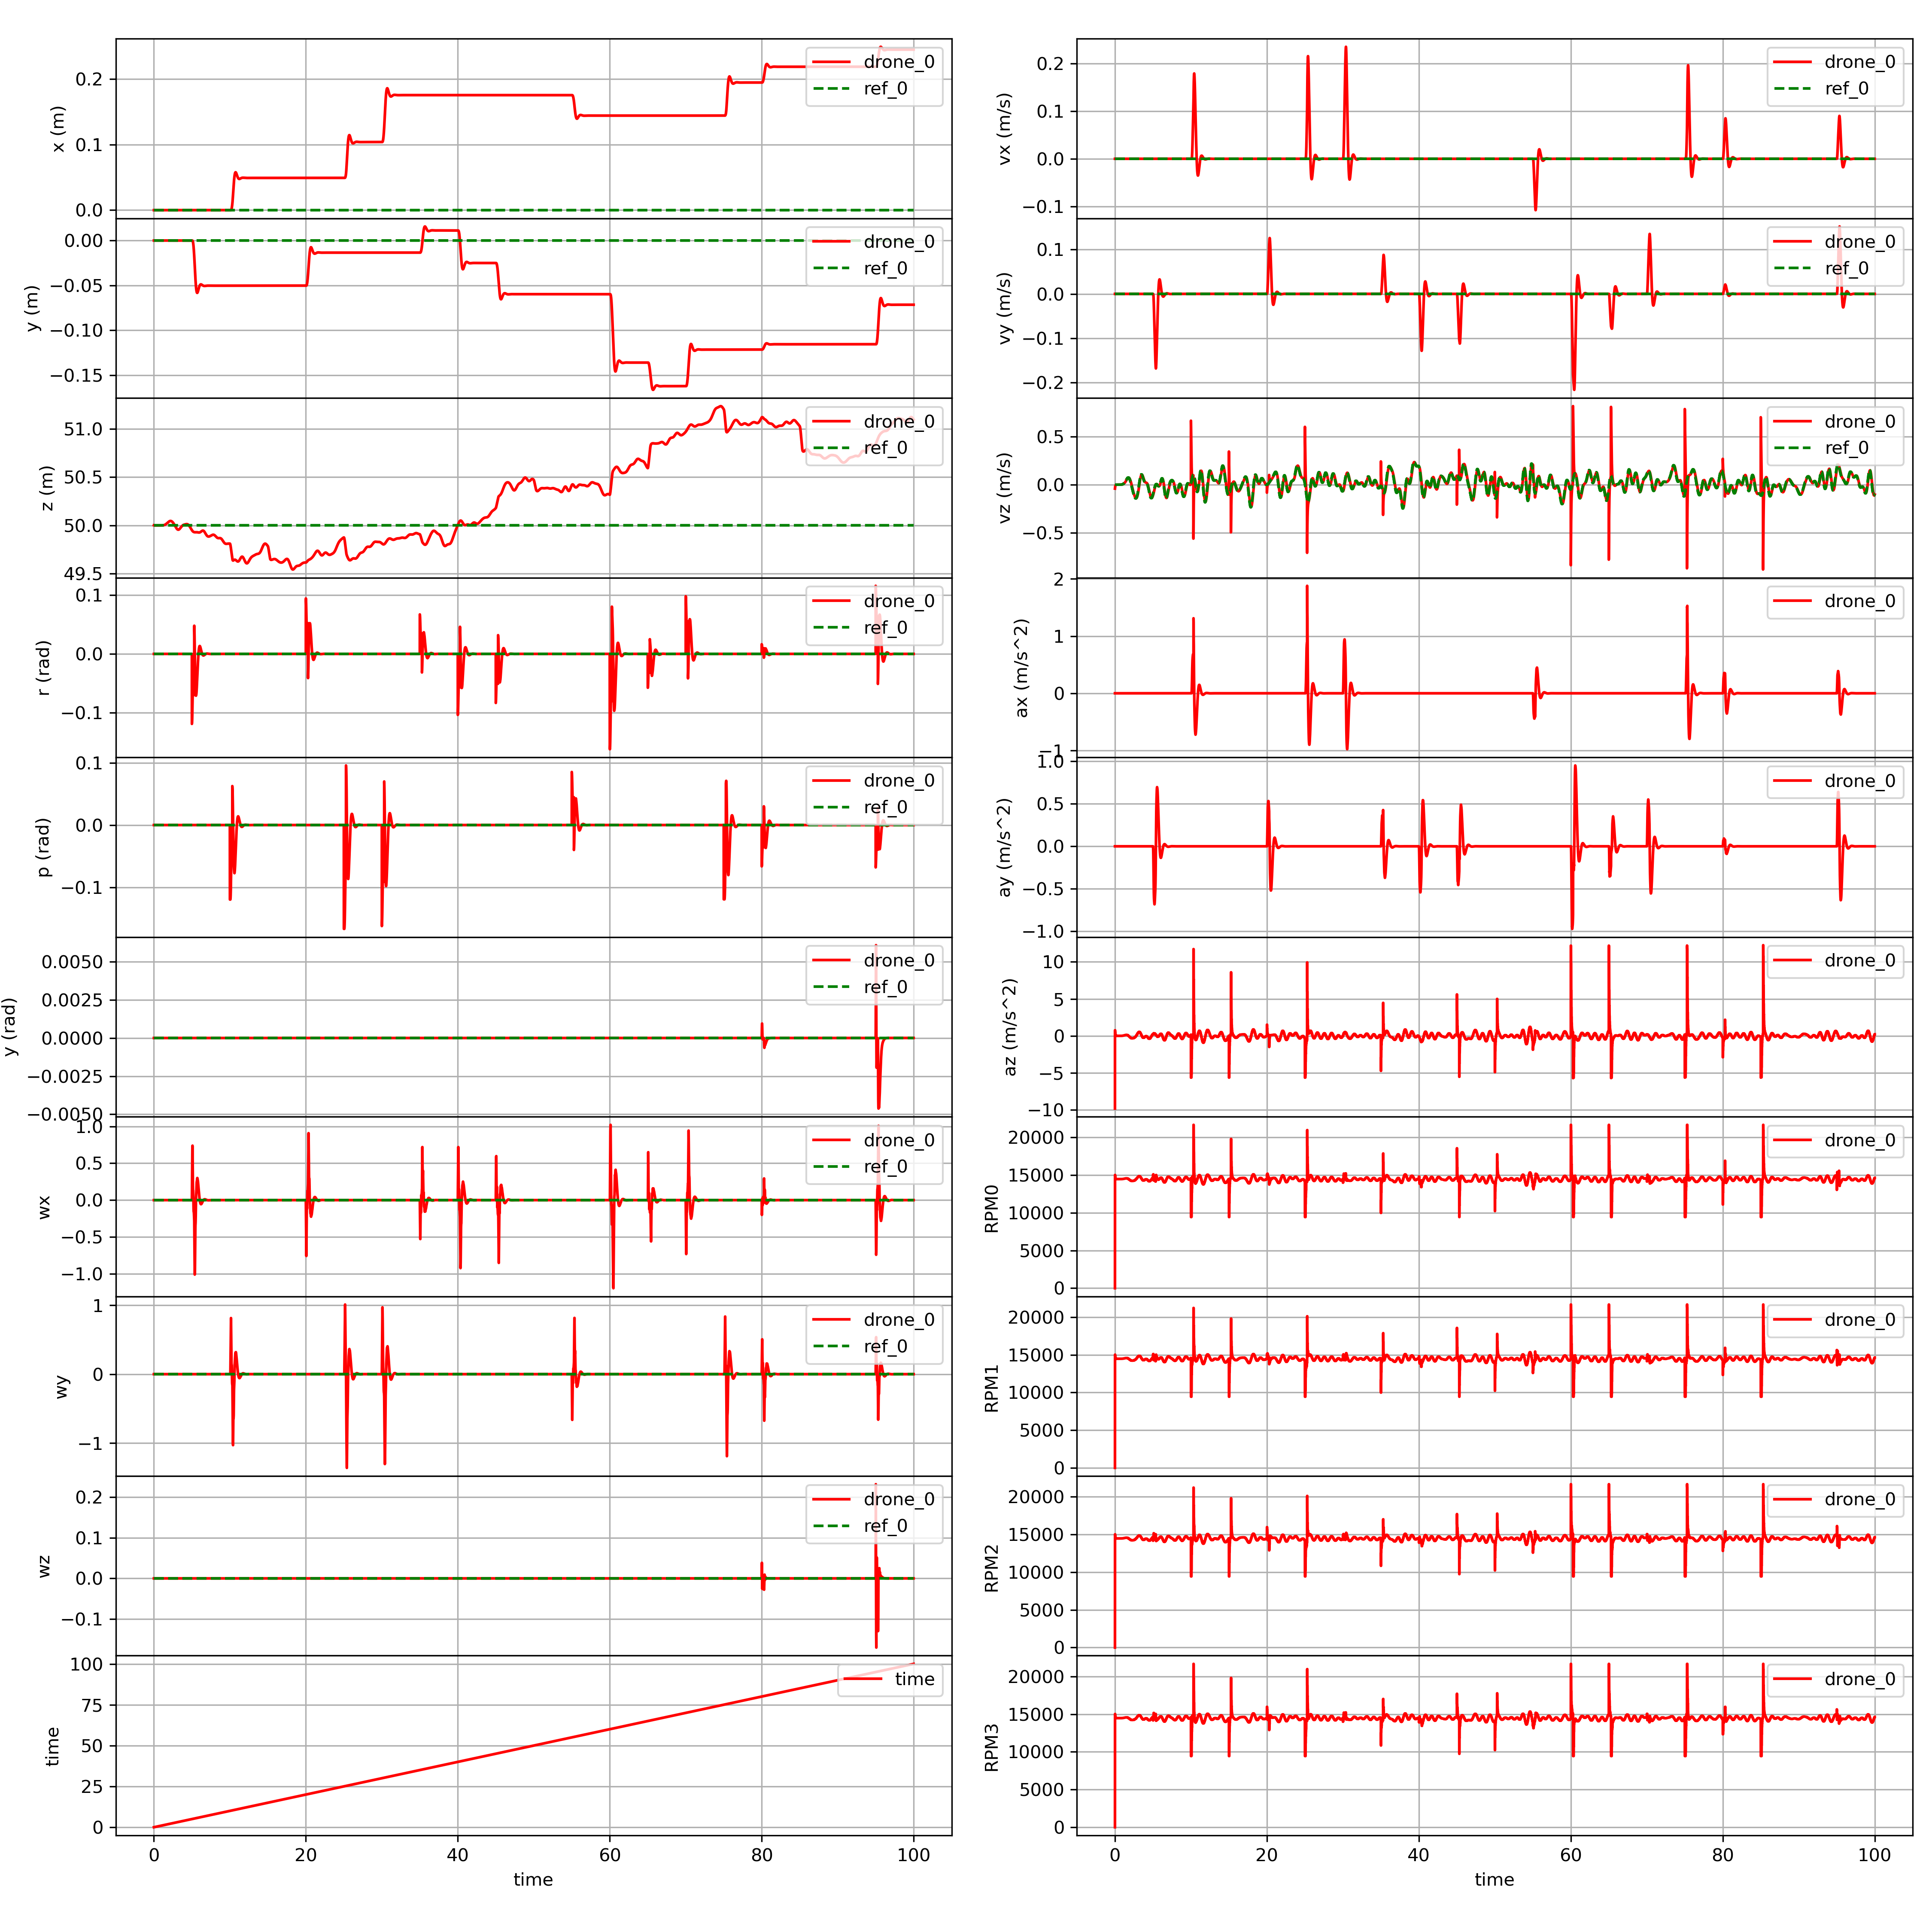 x (m)
0.2
0.1
0.0
drone_0
ref_0
y (m)
0.00
−0.05
−0.10
−0.15
drone_0
ref_0
z (m)
51.0
50.5
50.0
49.5
drone_0
ref_0
r (rad)
0.1
0.0
−0.1
drone_0
ref_0
p (rad)
0.1
0.0
−0.1
drone_0
ref_0
y (rad)
0.0050
0.0025
0.0000
−0.0025
−0.0050
drone_0
ref_0
wx
1.0
0.5
0.0
−0.5
−1.0
drone_0
ref_0
wy
1
0
−1
drone_0
ref_0
wz
0.2
0.1
0.0
−0.1
drone_0
ref_0
time
100
75
50
25
0
time
0 20 40 60 80 100
time
vx (m/s)
0.2
0.1
0.0
−0.1
drone_0
ref_0
vy (m/s)
0.1
0.0
−0.1
−0.2
drone_0
ref_0
vz (m/s)
0.5
0.0
−0.5
drone_0
ref_0
ax (m/s^2)
2
1
0
−1
drone_0
ay (m/s^2)
1.0
0.5
0.0
−0.5
−1.0
drone_0
az (m/s^2)
10
5
0
−5
−10
drone_0
RPM0
20000
15000
10000
5000
0
drone_0
RPM1
20000
15000
10000
5000
0
drone_0
RPM2
20000
15000
10000
5000
0
drone_0
RPM3
20000
15000
10000
5000
0
drone_0
0 20 40 60 80 100
time